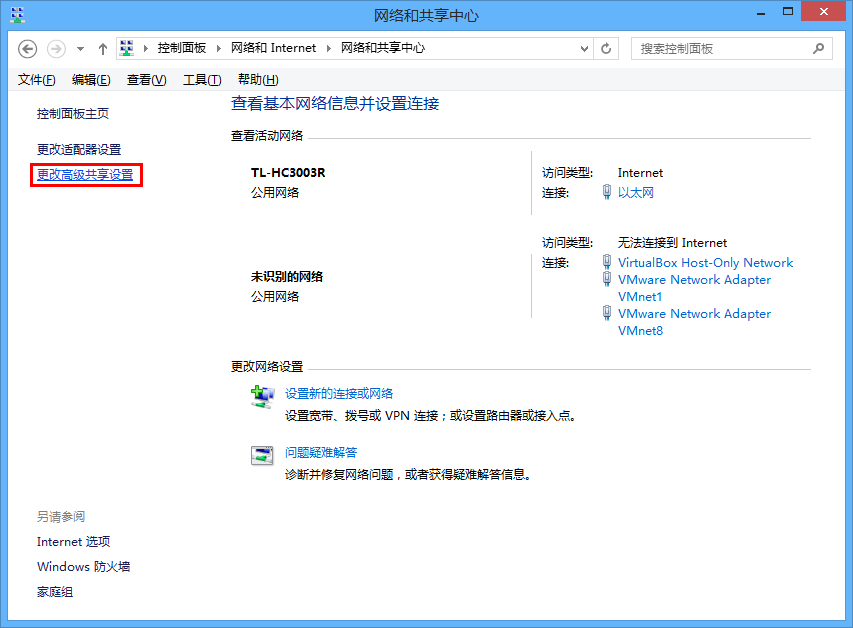 网络和共享中心
控制面板 网络和 Internet 网络和共享中心
搜索控制面板
文件(F) 编辑(E) 查看(V) 工具(T) 帮助(H)
控制面板主页
更改适配器设置
更改高级共享设置
查看基本网络信息并设置连接
查看活动网络
TL-HC3003R
公用网络
访问类型: Internet
连接: 以太网
未识别的网络
公用网络
访问类型: 无法连接到 Internet
连接: VirtualBox Host-Only Network
VMware Network Adapter
VMnet1
VMware Network Adapter
VMnet8
更改网络设置
设置新的连接或网络
设置宽带、拨号或 VPN 连接；或设置路由器或接入点。
问题疑难解答
诊断并修复网络问题，或者获得疑难解答信息。
另请参阅
Internet 选项
Windows 防火墙
家庭组